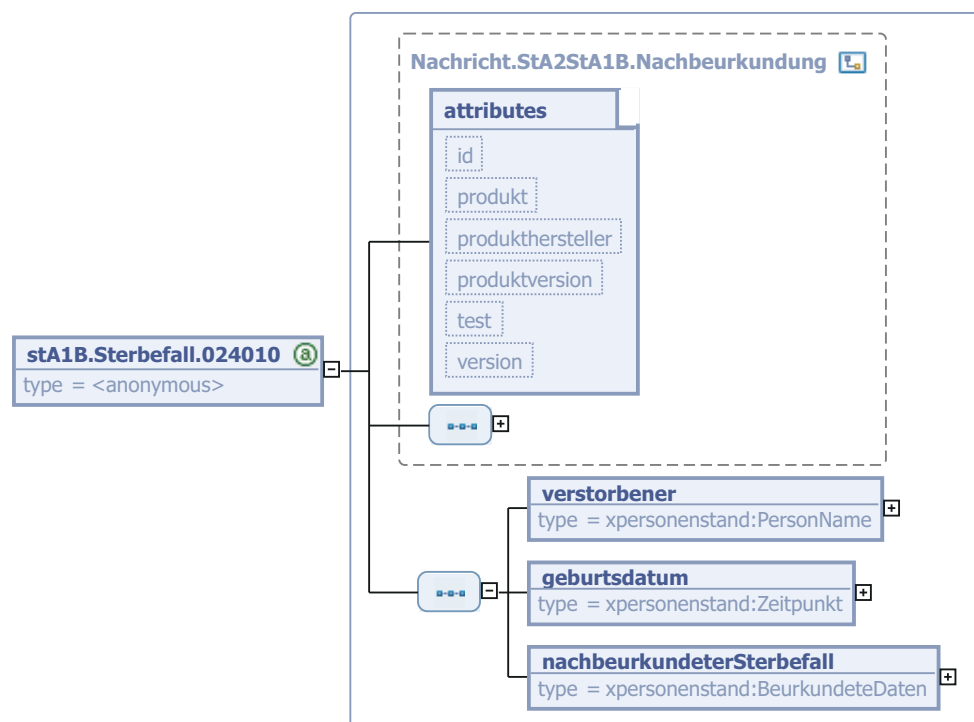 Nachricht.StA2StA1B.Nachbeurkundung
attributes
id
produkt
produkthersteller
produktversion
test
version
stA1B.Sterbefall.024010 a
type = <anonymous>
verstorbener
type = xpersonenstand:PersonName
geburtsdatum
type = xpersonenstand:Zeitpunkt
nachbeurkundeterSterbefall
type = xpersonenstand:BeurkundeteDaten